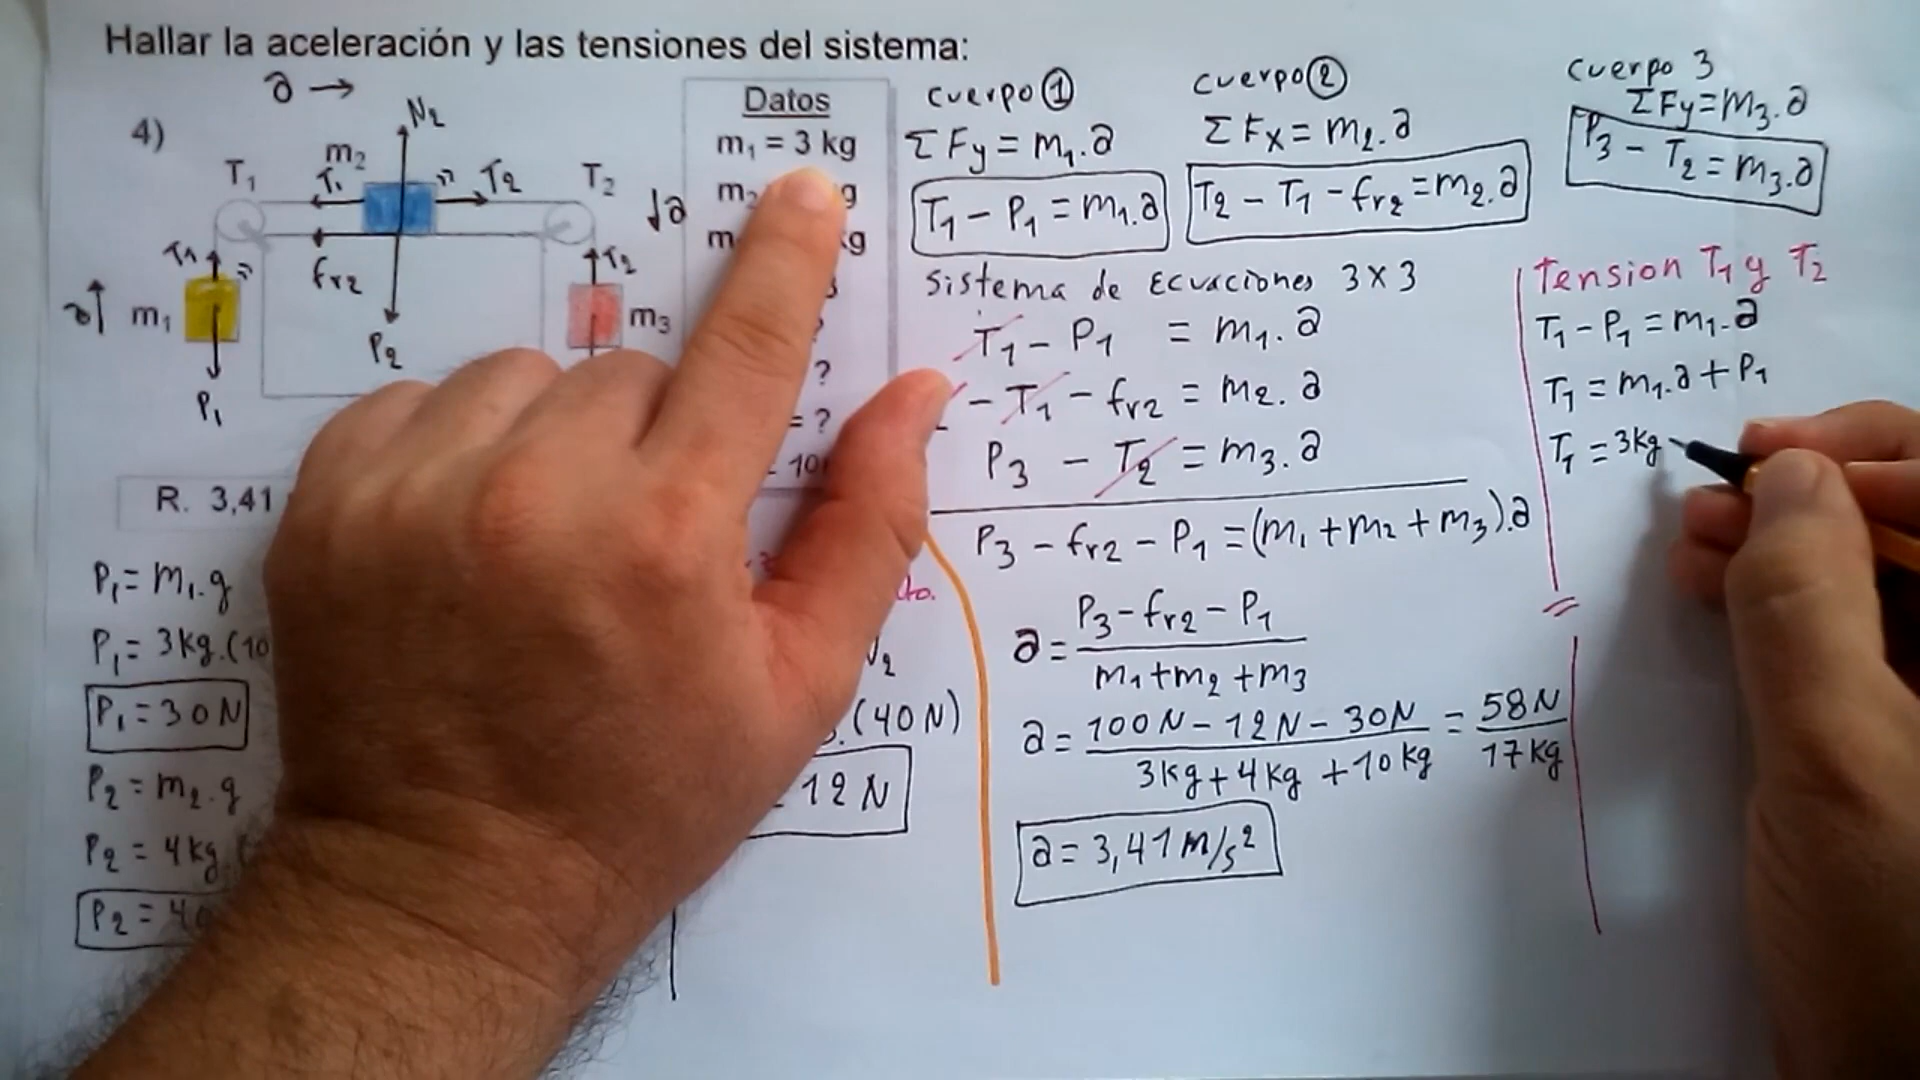 Hallar la aceleración y las tensiones del sistema:
a →
4)
N2
m2
T1
T1
T2
T2
↓a
T1
fr2
T2
a↑
m1
m3
P2
P1
Datos
m1 = 3 kg
m2
g
m
kg
?
= ?
R. 3,41
P1 = m1.g
P1 = 3kg.(10
P1 = 30N
P2 = m2.g
P2 = 4kg
P2 = 40
cto.
(40N)
12N
cuerpo 1
ΣFy = m1.a
T1 - P1 = m1.a
cuerpo 2
ΣFx = m2.a
T2 - T1 - fr2 = m2.a
cuerpo 3
ΣFy = m3.a
P3 - T2 = m3.a
Sistema de Ecuaciones 3x3
T1 - P1 = m1.a
- T1 - fr2 = m2.a
P3 - T2 = m3.a
P3 - fr2 - P1 = (m1 + m2 + m3).a
a = P3 - fr2 - P1
m1 + m2 + m3
a = 100N - 12N - 30N = 58N
3kg + 4kg + 10kg 17kg
a = 3,41 m/s²
Tension T1 y T2
T1 - P1 = m1.a
T1 = m1.a + P1
T1 = 3kg